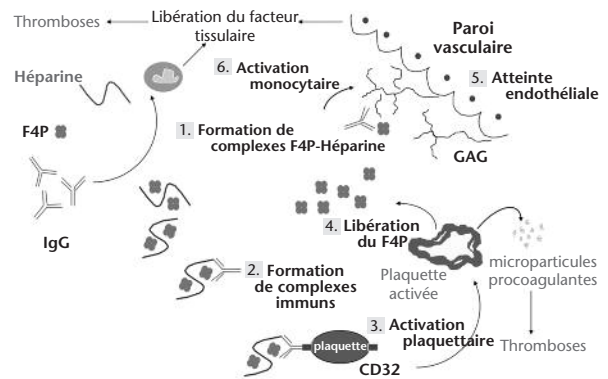 Thromboses
Libération du facteur
tissulaire
Paroi
vasculaire
Héparine
6. Activation
monocytaire
5. Atteinte
endothéliale
F4P
1. Formation de
complexes F4P-Héparine
GAG
IgG
4. Libération
du F4P
Plaquette
activée
microparticules
procoagulantes
2. Formation
de complexes
immuns
3. Activation
plaquettaire
plaquette
CD32
Thromboses